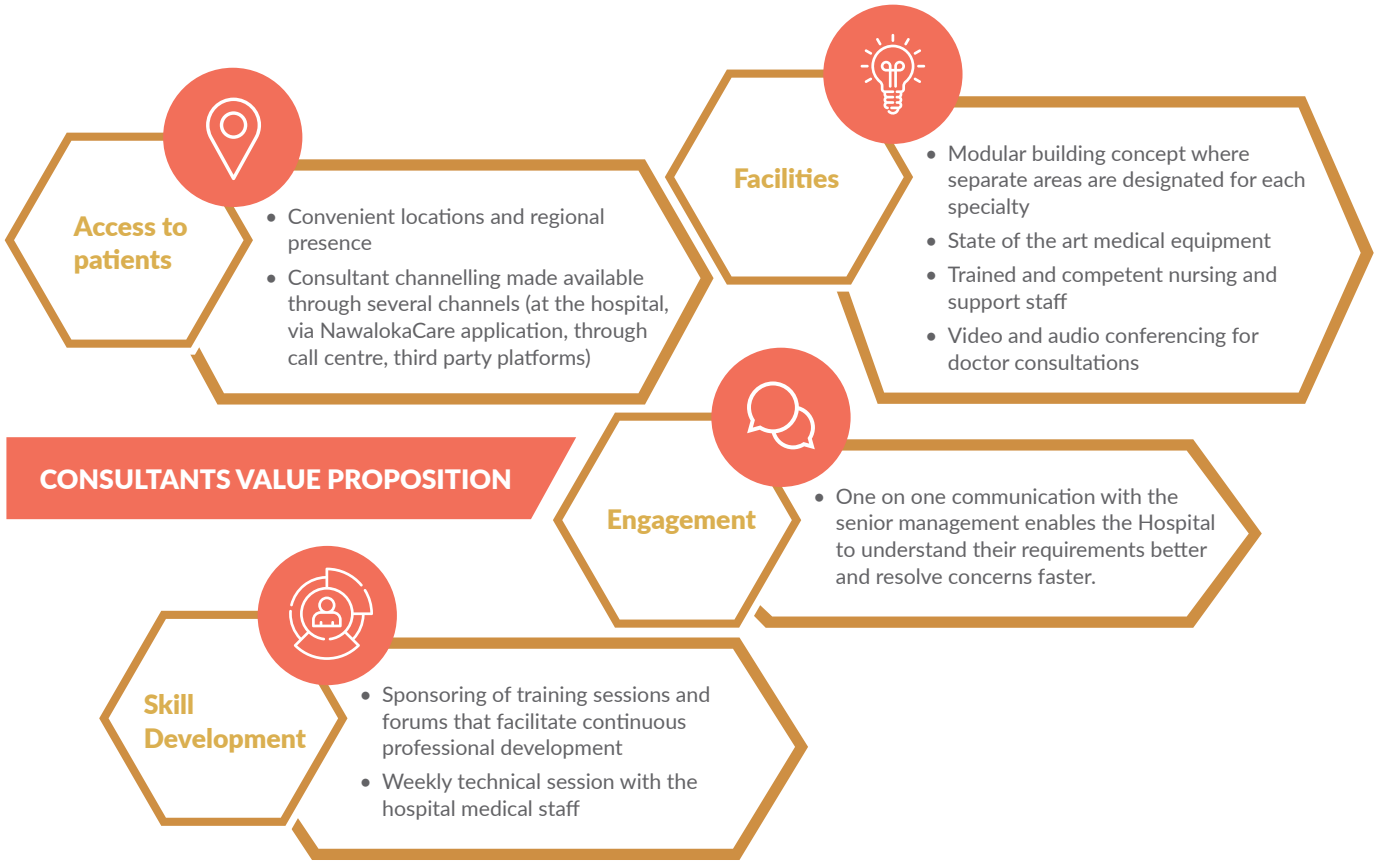 Access to
patients
• Convenient locations and regional
presence
• Consultant channelling made available
through several channels (at the hospital,
via NawalokaCare application, through
call centre, third party platforms)
Facilities
• Modular building concept where
separate areas are designated for each
specialty
• State of the art medical equipment
• Trained and competent nursing and
support staff
• Video and audio conferencing for
doctor consultations
CONSULTANTS VALUE PROPOSITION
Engagement
• One on one communication with the
senior management enables the Hospital
to understand their requirements better
and resolve concerns faster.
Skill
Development
• Sponsoring of training sessions and
forums that facilitate continuous
professional development
• Weekly technical session with the
hospital medical staff